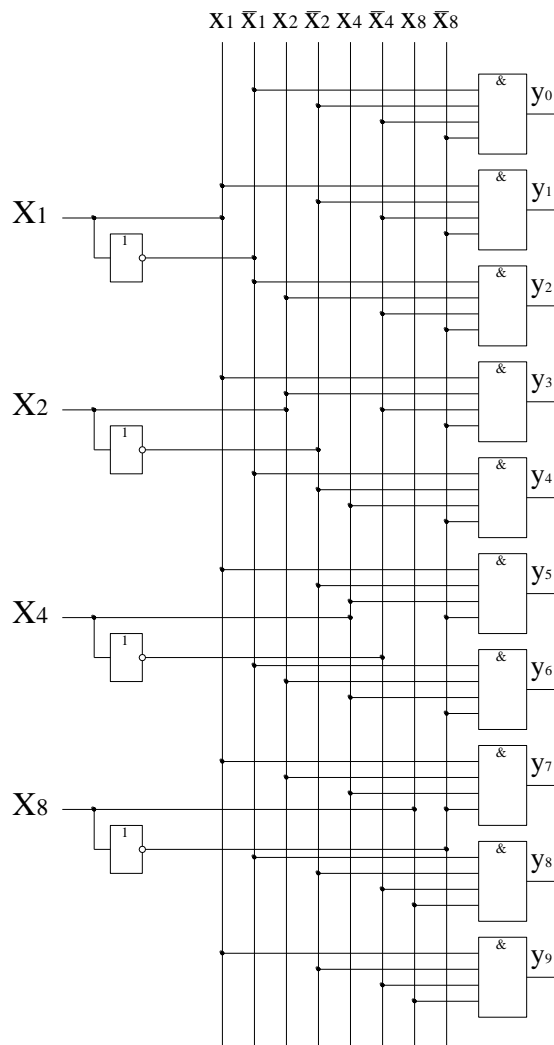 x1 x̄1 x2 x̄2 x4 x̄4 x8 x̄8
& y0
& y1
X1
1
& y2
& y3
X2
1
& y4
& y5
X4
1
& y6
& y7
X8
1
& y8
& y9